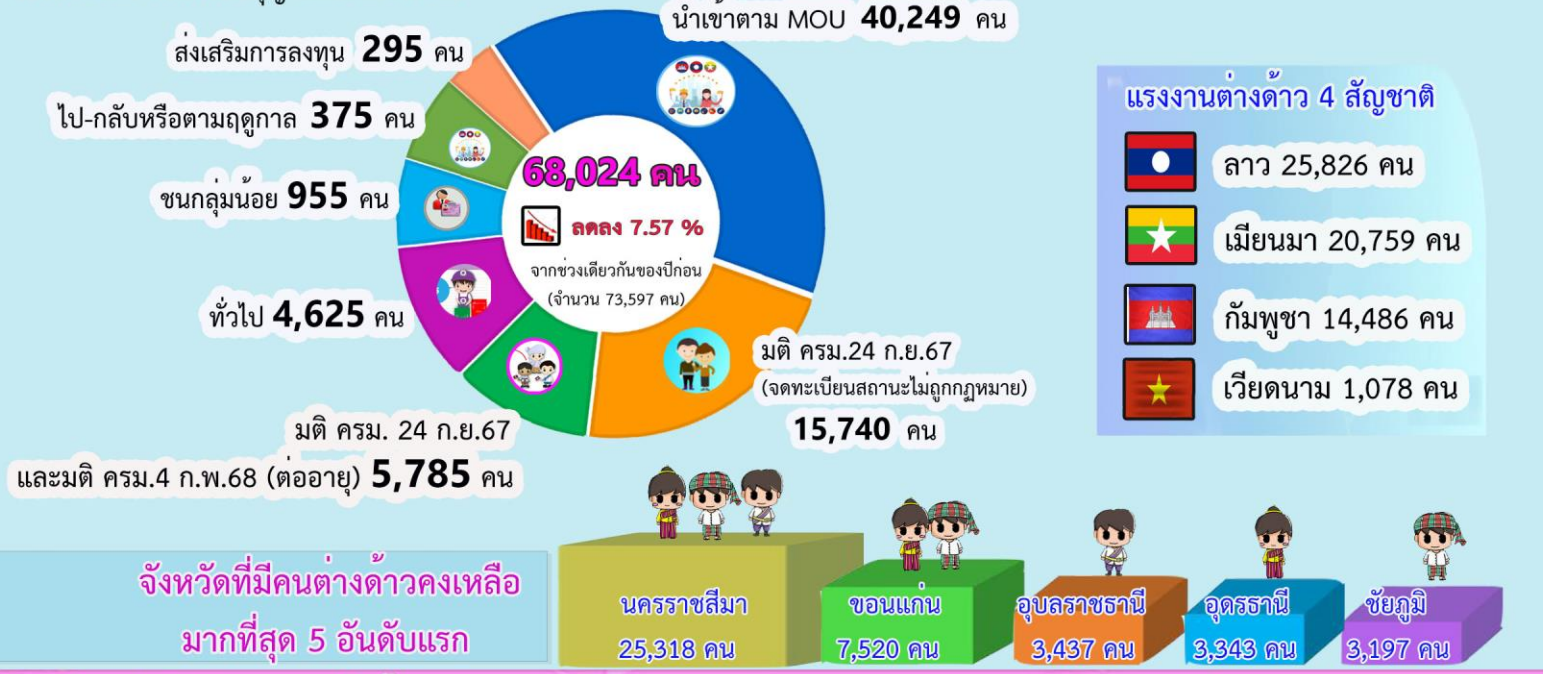 นำเข้าตาม MOU 40,249 คน
ส่งเสริมการลงทุน 295 คน
ไป-กลับหรือตามฤดูกาล 375 คน
ชนกลุ่มน้อย 955 คน
ทั่วไป 4,625 คน
มติ ครม. 24 ก.ย.67
และมติ ครม.4 ก.พ.68 (ต่ออายุ) 5,785 คน
68,024 คน
ลดลง 7.57 %
จากช่วงเดียวกันของปีก่อน
(จำนวน 73,597 คน)
มติ ครม.24 ก.ย.67
(จดทะเบียนสถานะไม่ถูกกฎหมาย)
15,740 คน
แรงงานต่างด้าว 4 สัญชาติ
ลาว 25,826 คน
เมียนมา 20,759 คน
กัมพูชา 14,486 คน
เวียดนาม 1,078 คน
จังหวัดที่มีคนต่างด้าวคงเหลือ
มากที่สุด 5 อันดับแรก
นครราชสีมา
25,318 คน
ขอนแก่น
7,520 คน
อุบลราชธานี
3,437 คน
อุดรธานี
3,343 คน
ชัยภูมิ
3,197 คน